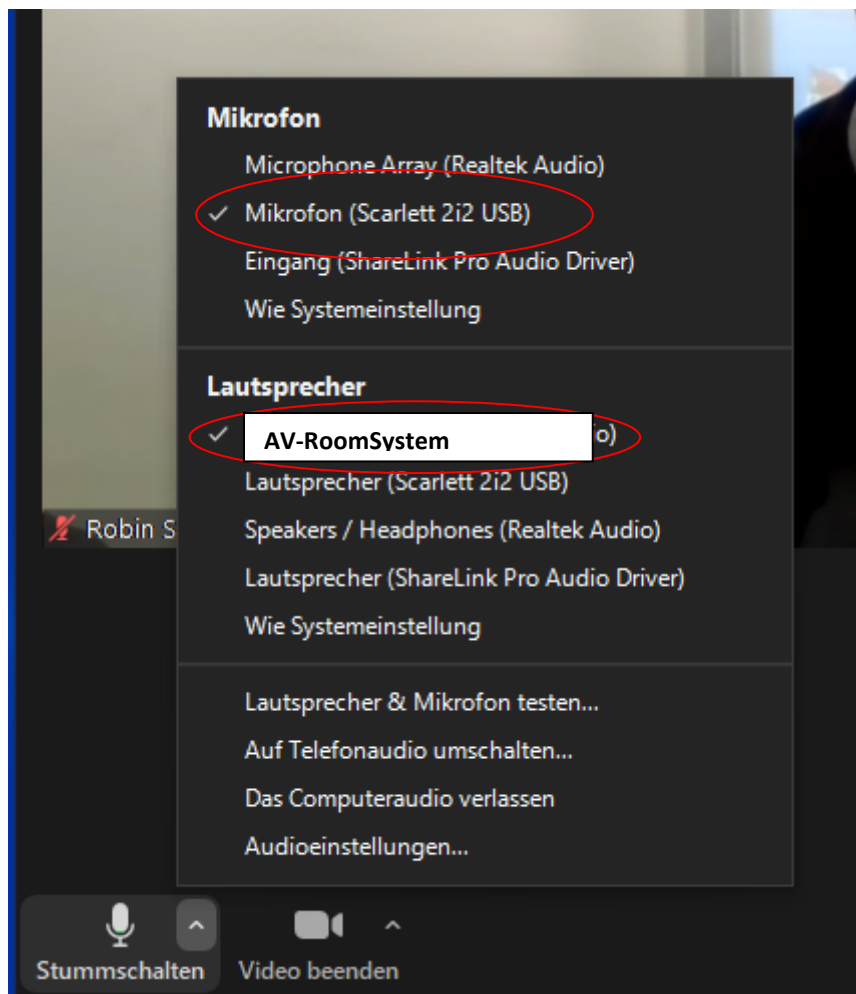 Mikrofon
Microphone Array (Realtek Audio)
Mikrofon (Scarlett 2i2 USB)
Eingang (ShareLink Pro Audio Driver)
Wie Systemeinstellung
Lautsprecher
AV-RoomSystem io)
Lautsprecher (Scarlett 2i2 USB)
Robin S
Speakers / Headphones (Realtek Audio)
Lautsprecher (ShareLink Pro Audio Driver)
Wie Systemeinstellung
Lautsprecher & Mikrofon testen...
Auf Telefonaudio umschalten...
Das Computeraudio verlassen
Audioeinstellungen...
Stummschalten
Video beenden